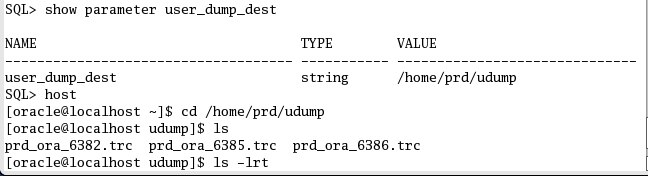 SQL> show parameter user_dump_dest
NAME TYPE VALUE
------------------------------------ ----------- ------------------------------
user_dump_dest string /home/prd/udump
SQL> host
[oracle@localhost ~]$ cd /home/prd/udump
[oracle@localhost udump]$ ls
prd_ora_6382.trc prd_ora_6385.trc prd_ora_6386.trc
[oracle@localhost udump]$ ls -lrt